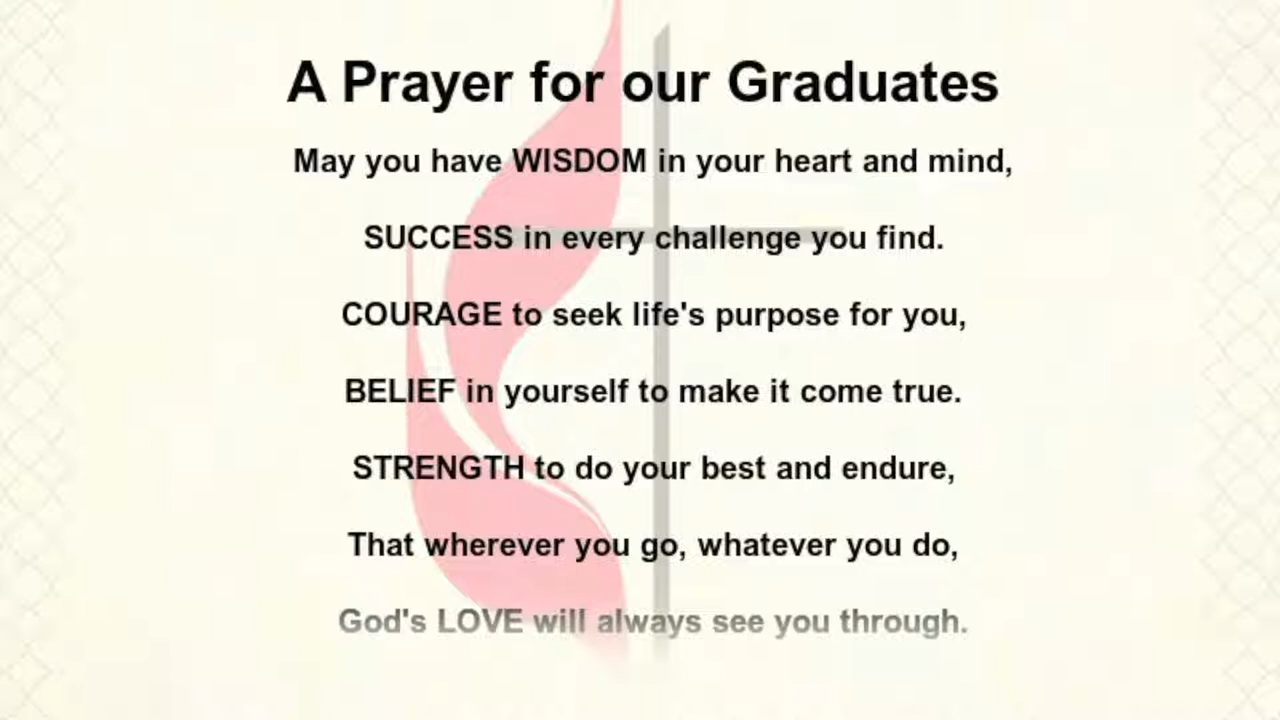 A Prayer for our Graduates
May you have WISDOM in your heart and mind,
SUCCESS in every challenge you find.
COURAGE to seek life's purpose for you,
BELIEF in yourself to make it come true.
STRENGTH to do your best and endure,
That wherever you go, whatever you do,
God's LOVE will always see you through.